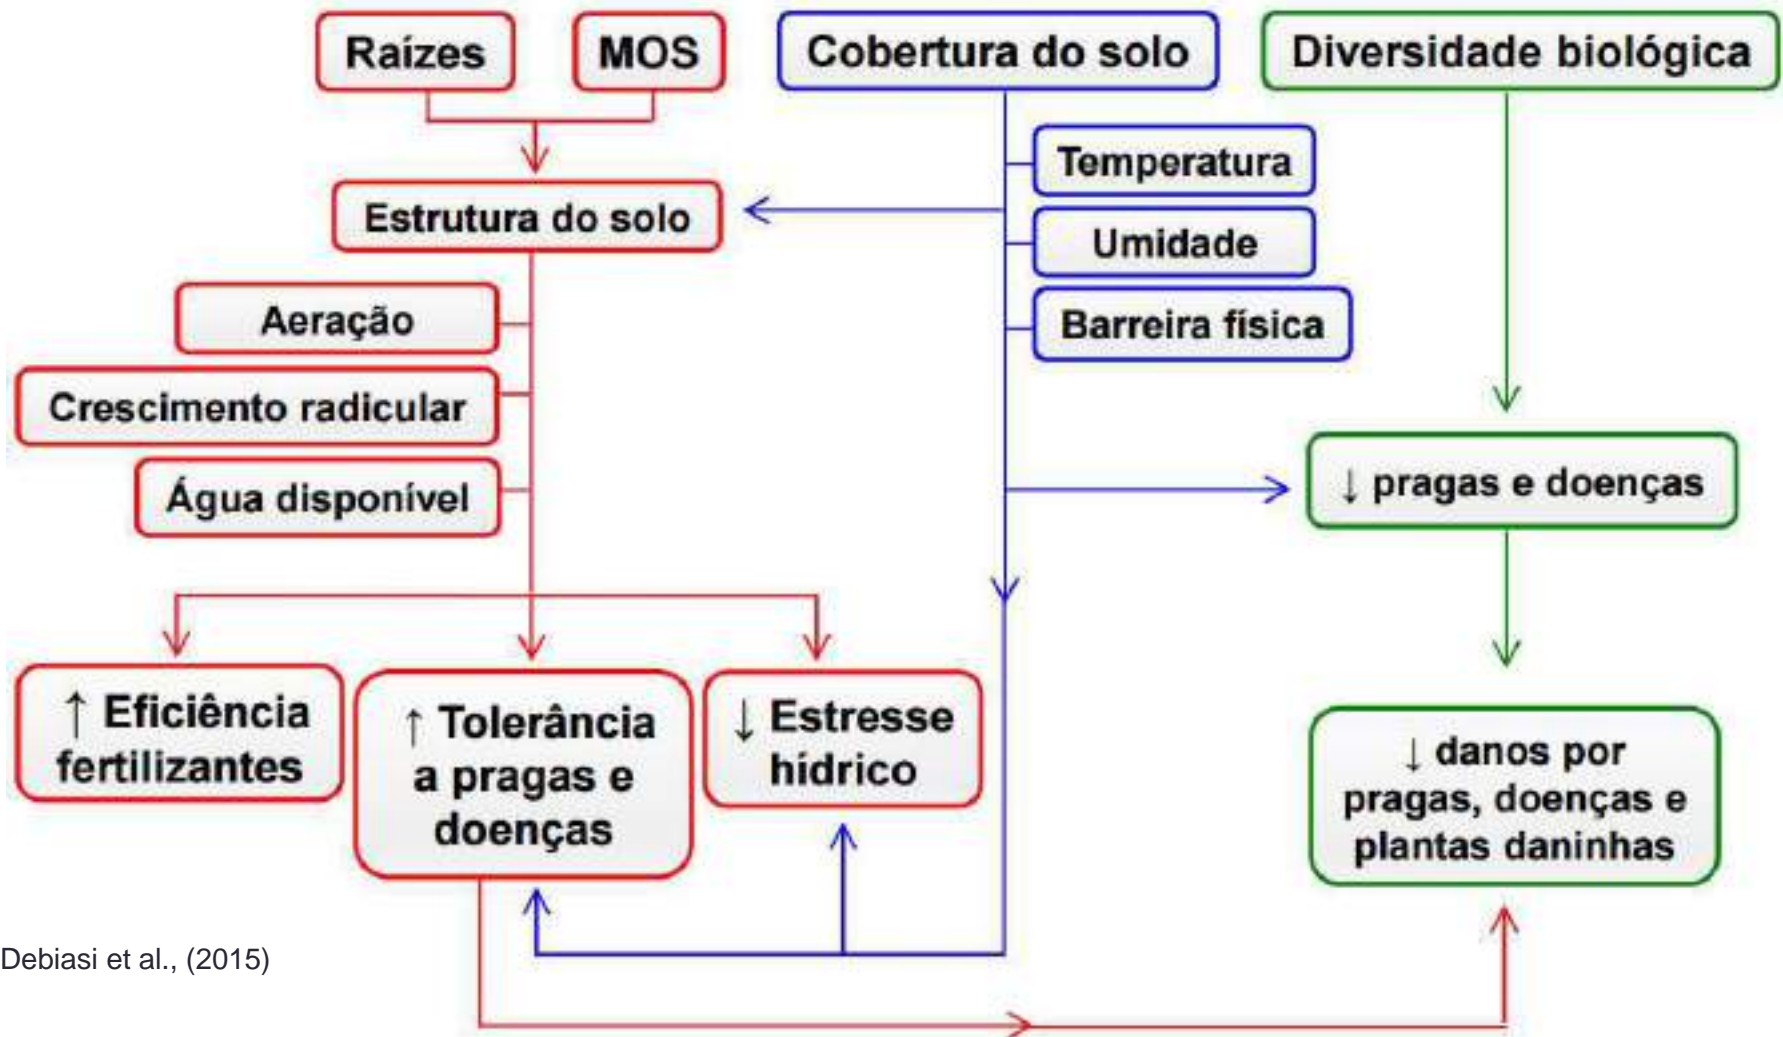 Raízes
MOS
Cobertura do solo
Diversidade biológica
Temperatura
Estrutura do solo
Umidade
Aeração
Barreira física
Crescimento radicular
Água disponível
↓ pragas e doenças
↑ Eficiência
fertilizantes
↑ Tolerância
a pragas e
doenças
↓ Estresse
hídrico
↓ danos por
pragas, doenças e
plantas daninhas
Debiasi et al., (2015)